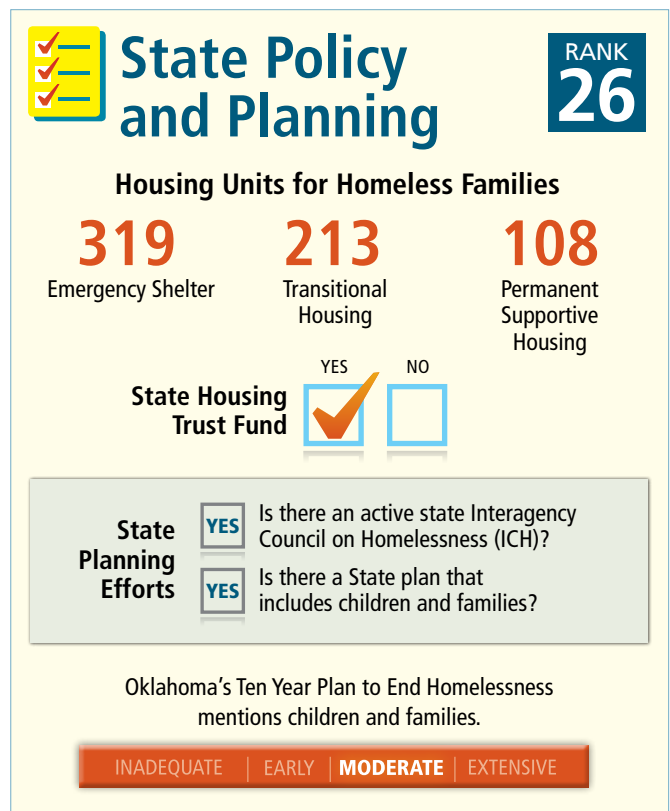 State Policy
and Planning
RANK
26
Housing Units for Homeless Families
319
Emergency Shelter
213
Transitional
Housing
108
Permanent
Supportive
Housing
State Housing
Trust Fund
YES
NO
State
Planning
Efforts
YES
Is there an active state Interagency
Council on Homelessness (ICH)?
YES
Is there a State plan that
includes children and families?
Oklahoma's Ten Year Plan to End Homelessness
mentions children and families.
INADEQUATE | EARLY | MODERATE | EXTENSIVE